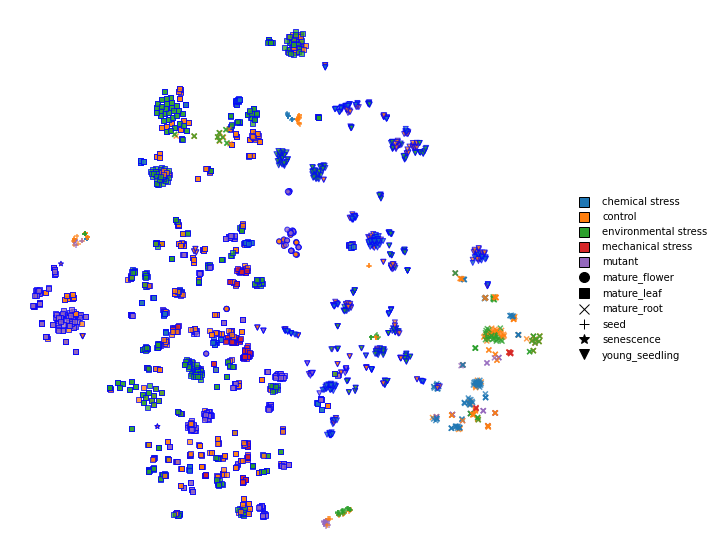 chemical stress
control
environmental stress
mechanical stress
mutant
mature_flower
mature_leaf
mature_root
seed
senescence
young_seedling